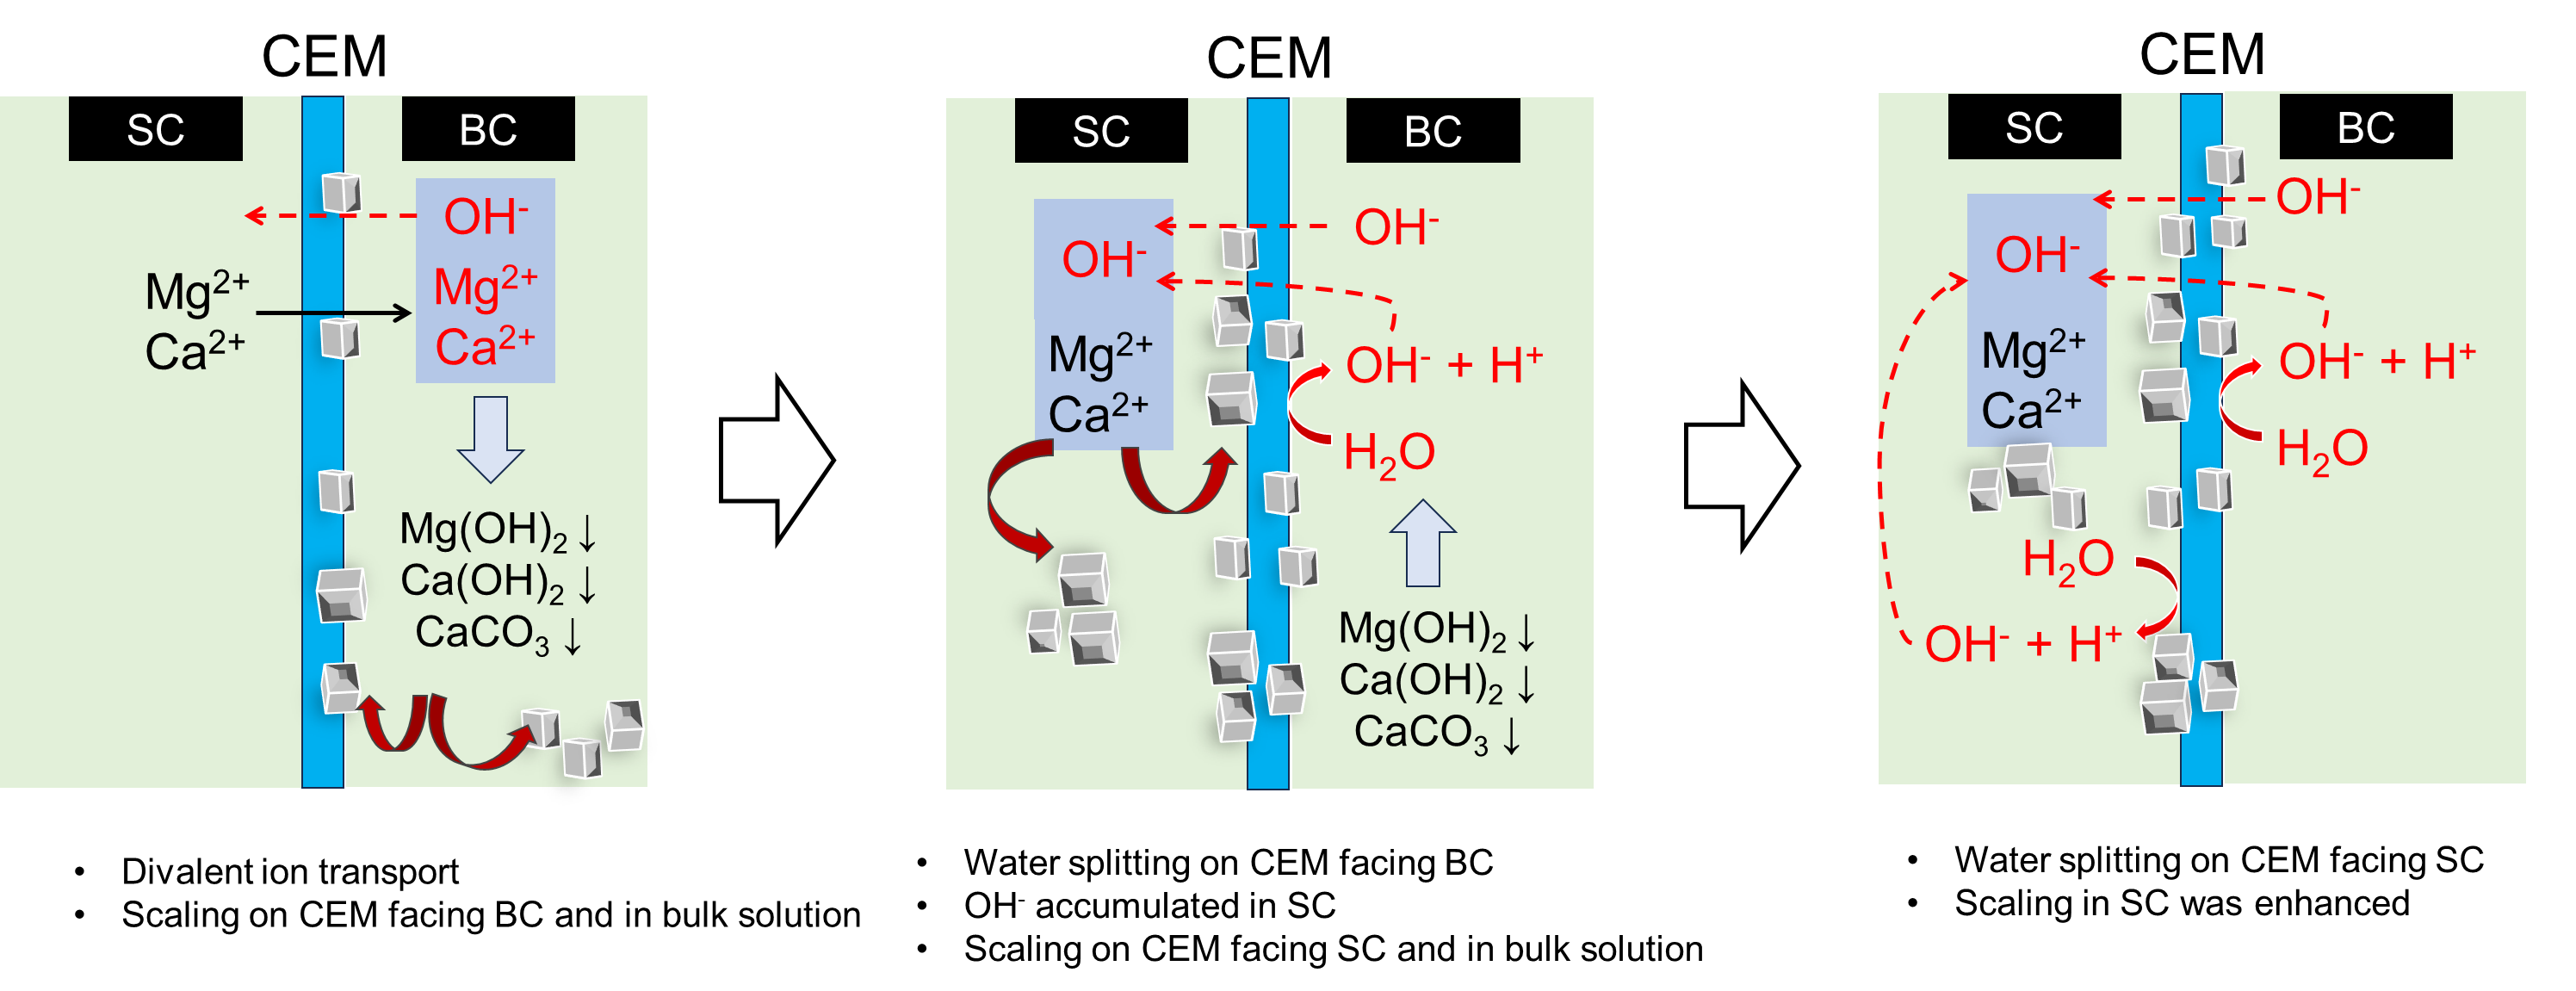 CEM
SC
BC
OH⁻
Mg²⁺
Ca²⁺
Mg²⁺
Ca²⁺
Mg(OH)₂ ↓
Ca(OH)₂ ↓
CaCO₃ ↓
• Divalent ion transport
• Scaling on CEM facing BC and in bulk solution
CEM
SC
BC
OH⁻
OH⁻
Mg²⁺
Ca²⁺
OH⁻ + H⁺
H₂O
Mg(OH)₂ ↓
Ca(OH)₂ ↓
CaCO₃ ↓
• Water splitting on CEM facing BC
• OH⁻ accumulated in SC
• Scaling on CEM facing SC and in bulk solution
CEM
SC
BC
OH⁻
OH⁻
Mg²⁺
Ca²⁺
OH⁻ + H⁺
H₂O
H₂O
OH⁻ + H⁺
• Water splitting on CEM facing SC
• Scaling in SC was enhanced